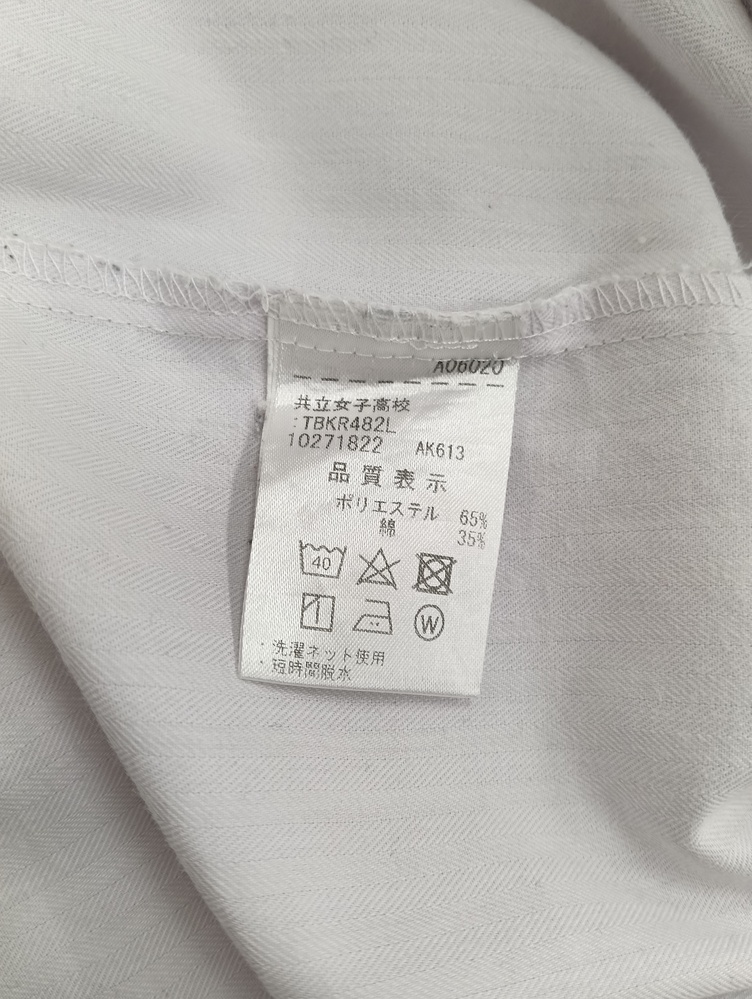 A06020
共立女子高校
:TBKR482L
10271822 AK613
品質表示
ポリエステル 65%
綿 35%
40
W
・洗濯ネット使用
・短時間脱水